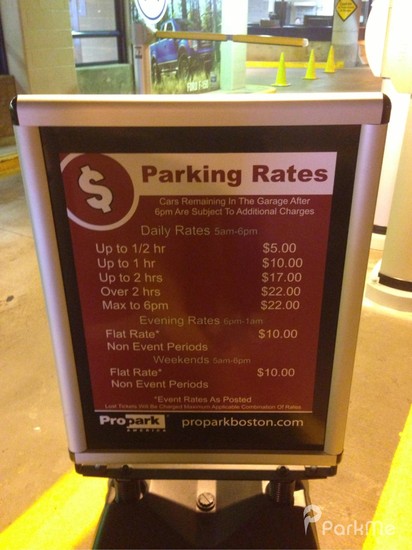 $
Parking Rates
Cars Remaining In The Garage After
6pm Are Subject To Additional Charges
Daily Rates 5am-6pm
Up to 1/2 hr $5.00
Up to 1 hr $10.00
Up to 2 hrs $17.00
Over 2 hrs $22.00
Max to 6pm $22.00
Evening Rates 6pm-1am
Flat Rate* $10.00
Non Event Periods
Weekends 5am-6pm
Flat Rate* $10.00
Non Event Periods
*Event Rates As Posted
Lost Tickets Will Be Charged Maximum Applicable Combination Of Rates
Propark
AMERICA
proparkboston.com
ParkMe